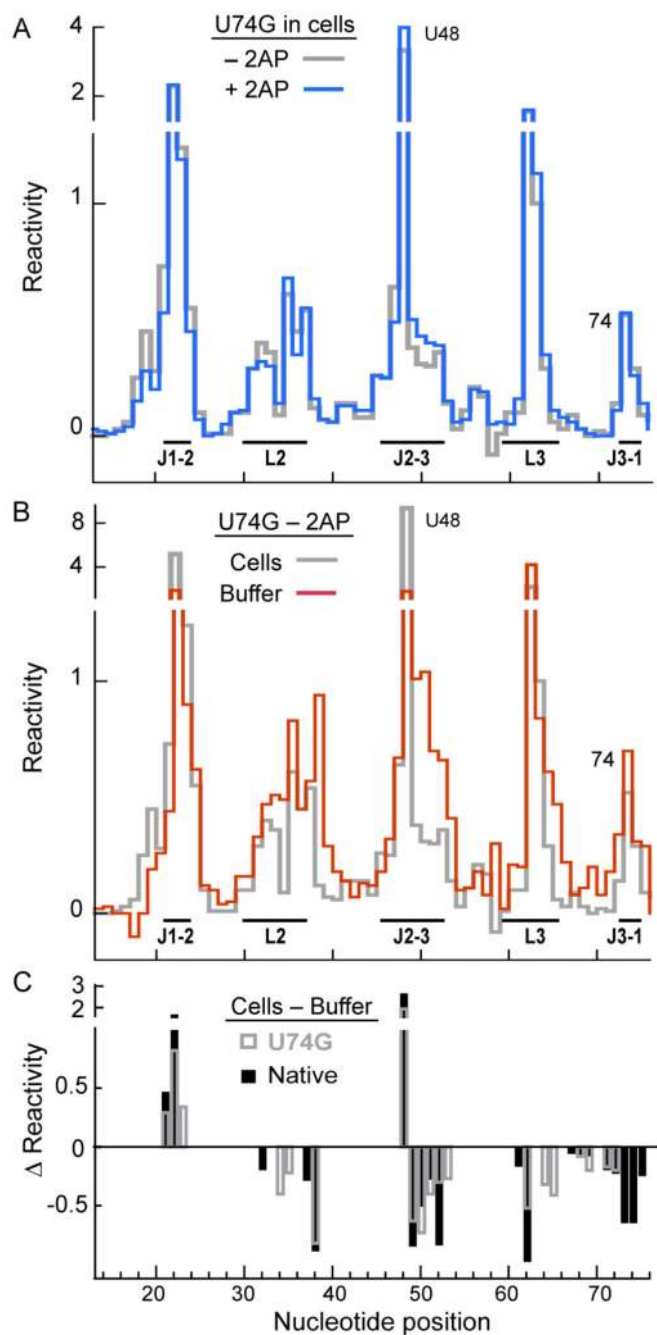 A
U74G in cells
– 2AP
+ 2AP
U48
4
2
1
0
Reactivity
74
J1-2
L2
J2-3
L3
J3-1
B
U74G – 2AP
Cells
Buffer
U48
8
4
1
0
Reactivity
74
J1-2
L2
J2-3
L3
J3-1
C
Cells – Buffer
U74G
Native
3
2
0.5
0
-0.5
Δ Reactivity
20
30
40
50
60
70
Nucleotide position